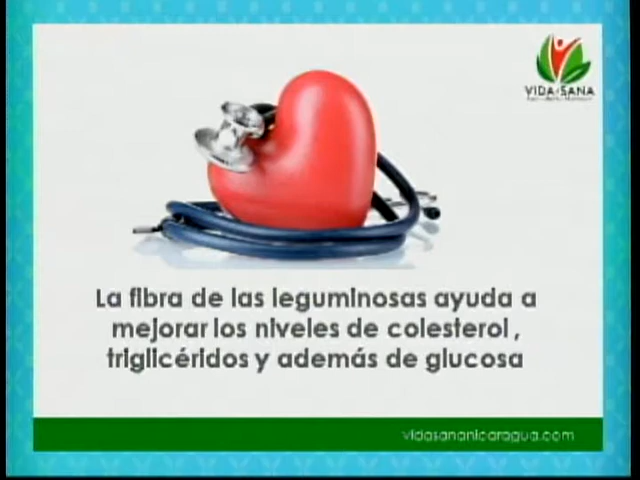 VIDA SANA
La fibra de las leguminosas ayuda a
mejorar los niveles de colesterol ,
triglicéridos y además de glucosa
vidasananicaragua.com